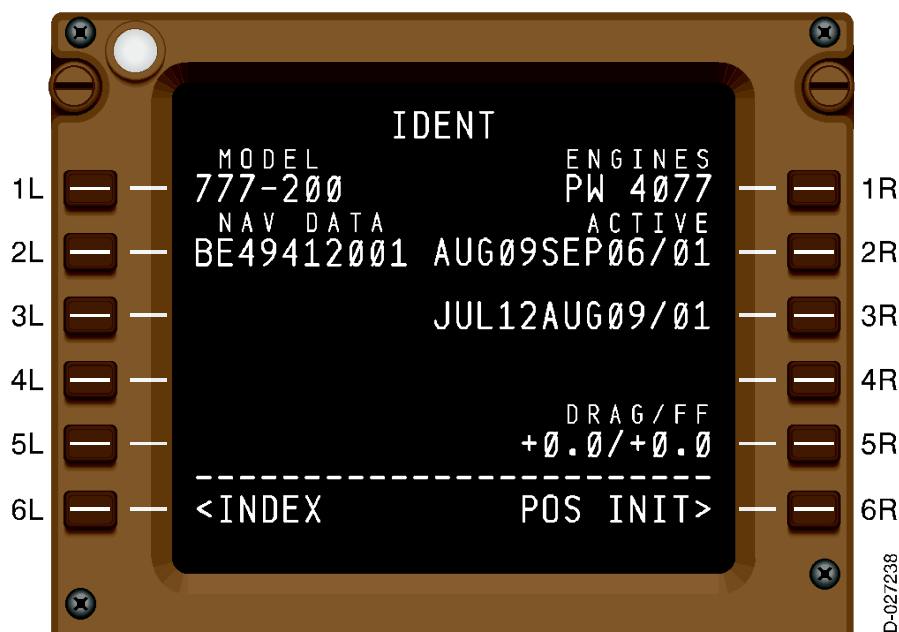 IDENT
MODEL ENGINES
1L 777-200 PW 4077 1R
NAV DATA ACTIVE
2L BE49412001 AUG09SEP06/01 2R
3L JUL12AUG09/01 3R
4L 4R
DRAG/FF
5L +0.0/+0.0 5R
------------------------
6L <INDEX POS INIT> 6R
D-027238